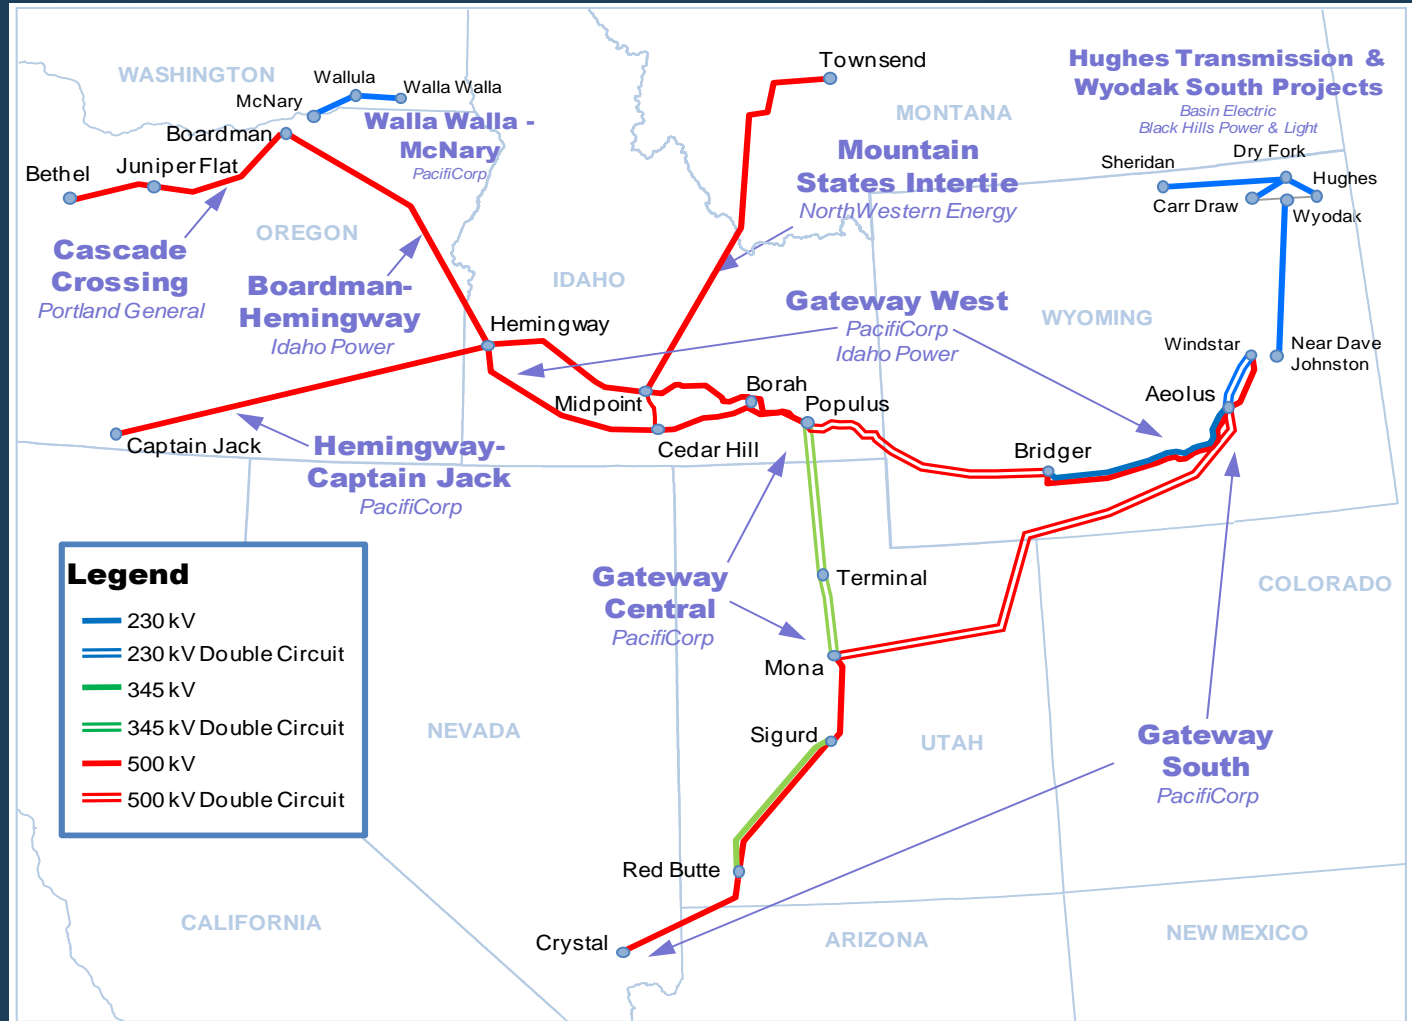 WASHINGTON
Wallula
McNary
Walla Walla
Walla Walla -
McNary
PacifiCorp
Boardman
Juniper Flat
Bethel
Cascade
Crossing
Portland General
OREGON
Boardman-
Hemingway
Idaho Power
Townsend
MONTANA
Mountain
States Intertie
NorthWestern Energy
Hughes Transmission &
Wyodak South Projects
Basin Electric
Black Hills Power & Light
Dry Fork
Sheridan
Hughes
Carr Draw
Wyodak
IDAHO
Hemingway
Gateway West
PacifiCorp
Idaho Power
WYOMING
Windstar
Near Dave
Johnston
Aeolus
Borah
Midpoint
Populus
Captain Jack
Hemingway-
Captain Jack
PacifiCorp
Cedar Hill
Bridger
Legend
230 kV
230 kV Double Circuit
345 kV
345 kV Double Circuit
500 kV
500 kV Double Circuit
Gateway
Central
PacifiCorp
Terminal
COLORADO
Mona
NEVADA
Sigurd
UTAH
Gateway
South
PacifiCorp
Red Butte
CALIFORNIA
Crystal
ARIZONA
NEW MEXICO